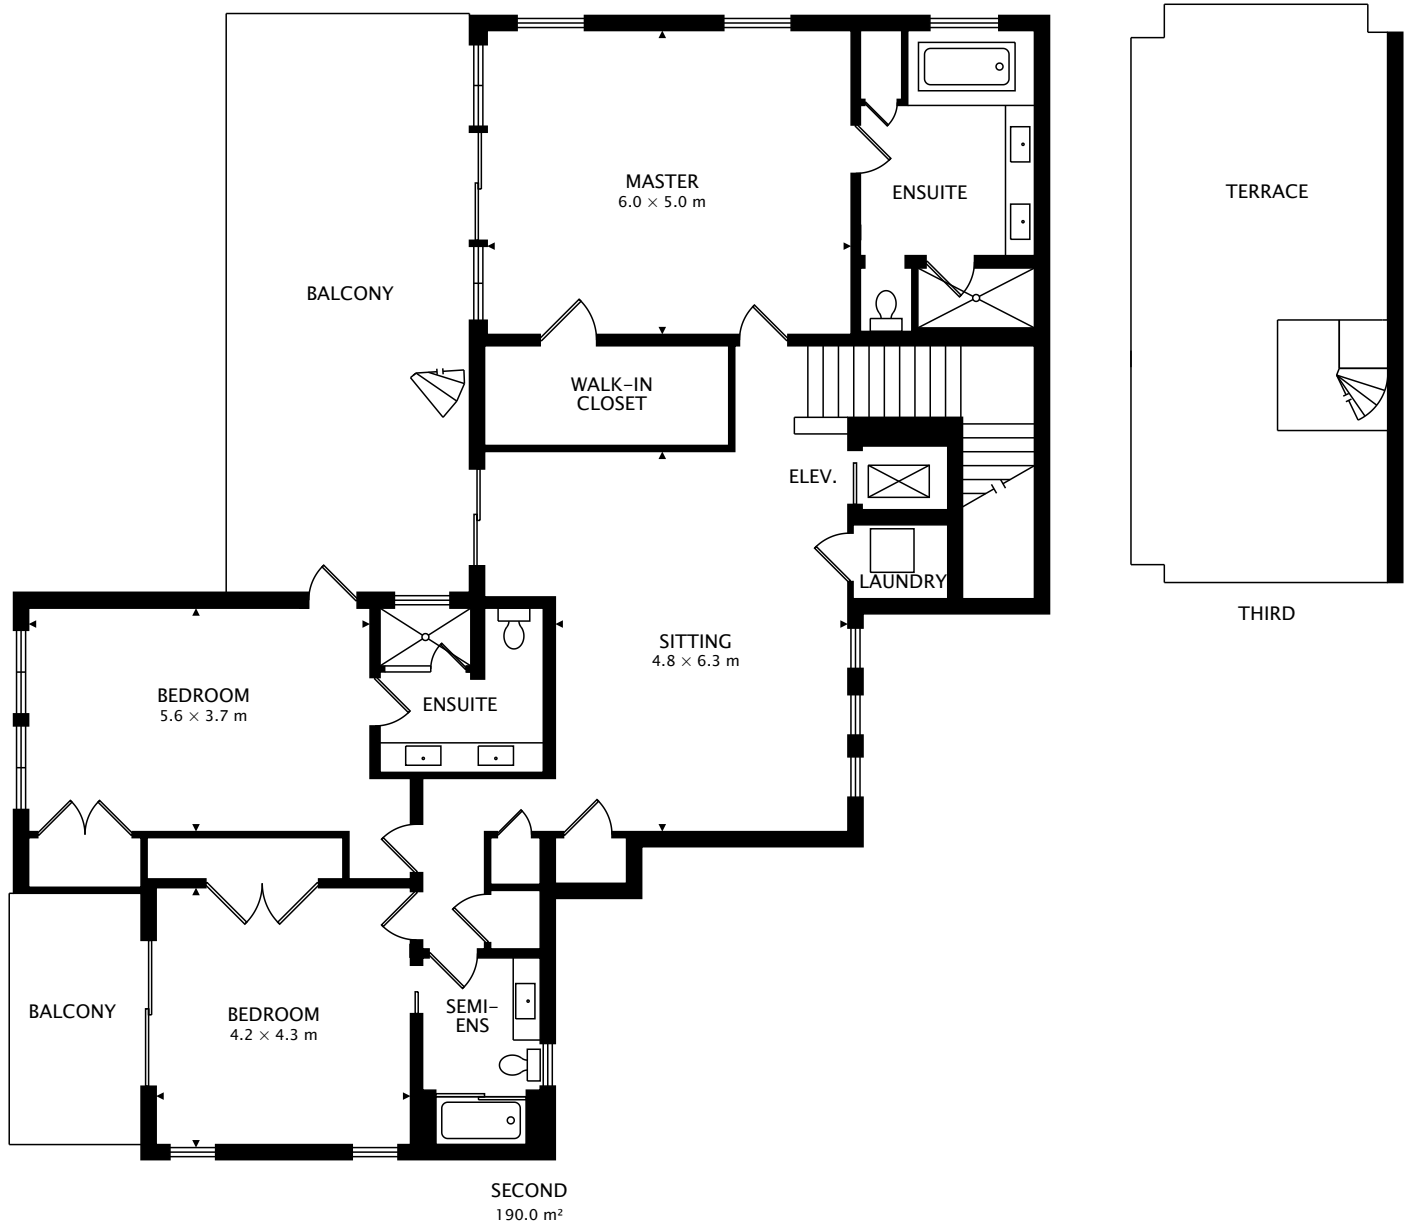 MASTER
6.0 × 5.0 m
ENSUITE
TERRACE
BALCONY
WALK-IN
CLOSET
ELEV.
LAUNDRY
THIRD
SITTING
4.8 × 6.3 m
BEDROOM
5.6 × 3.7 m
ENSUITE
BALCONY
BEDROOM
4.2 × 4.3 m
SEMI-
ENS
SECOND
190.0 m²